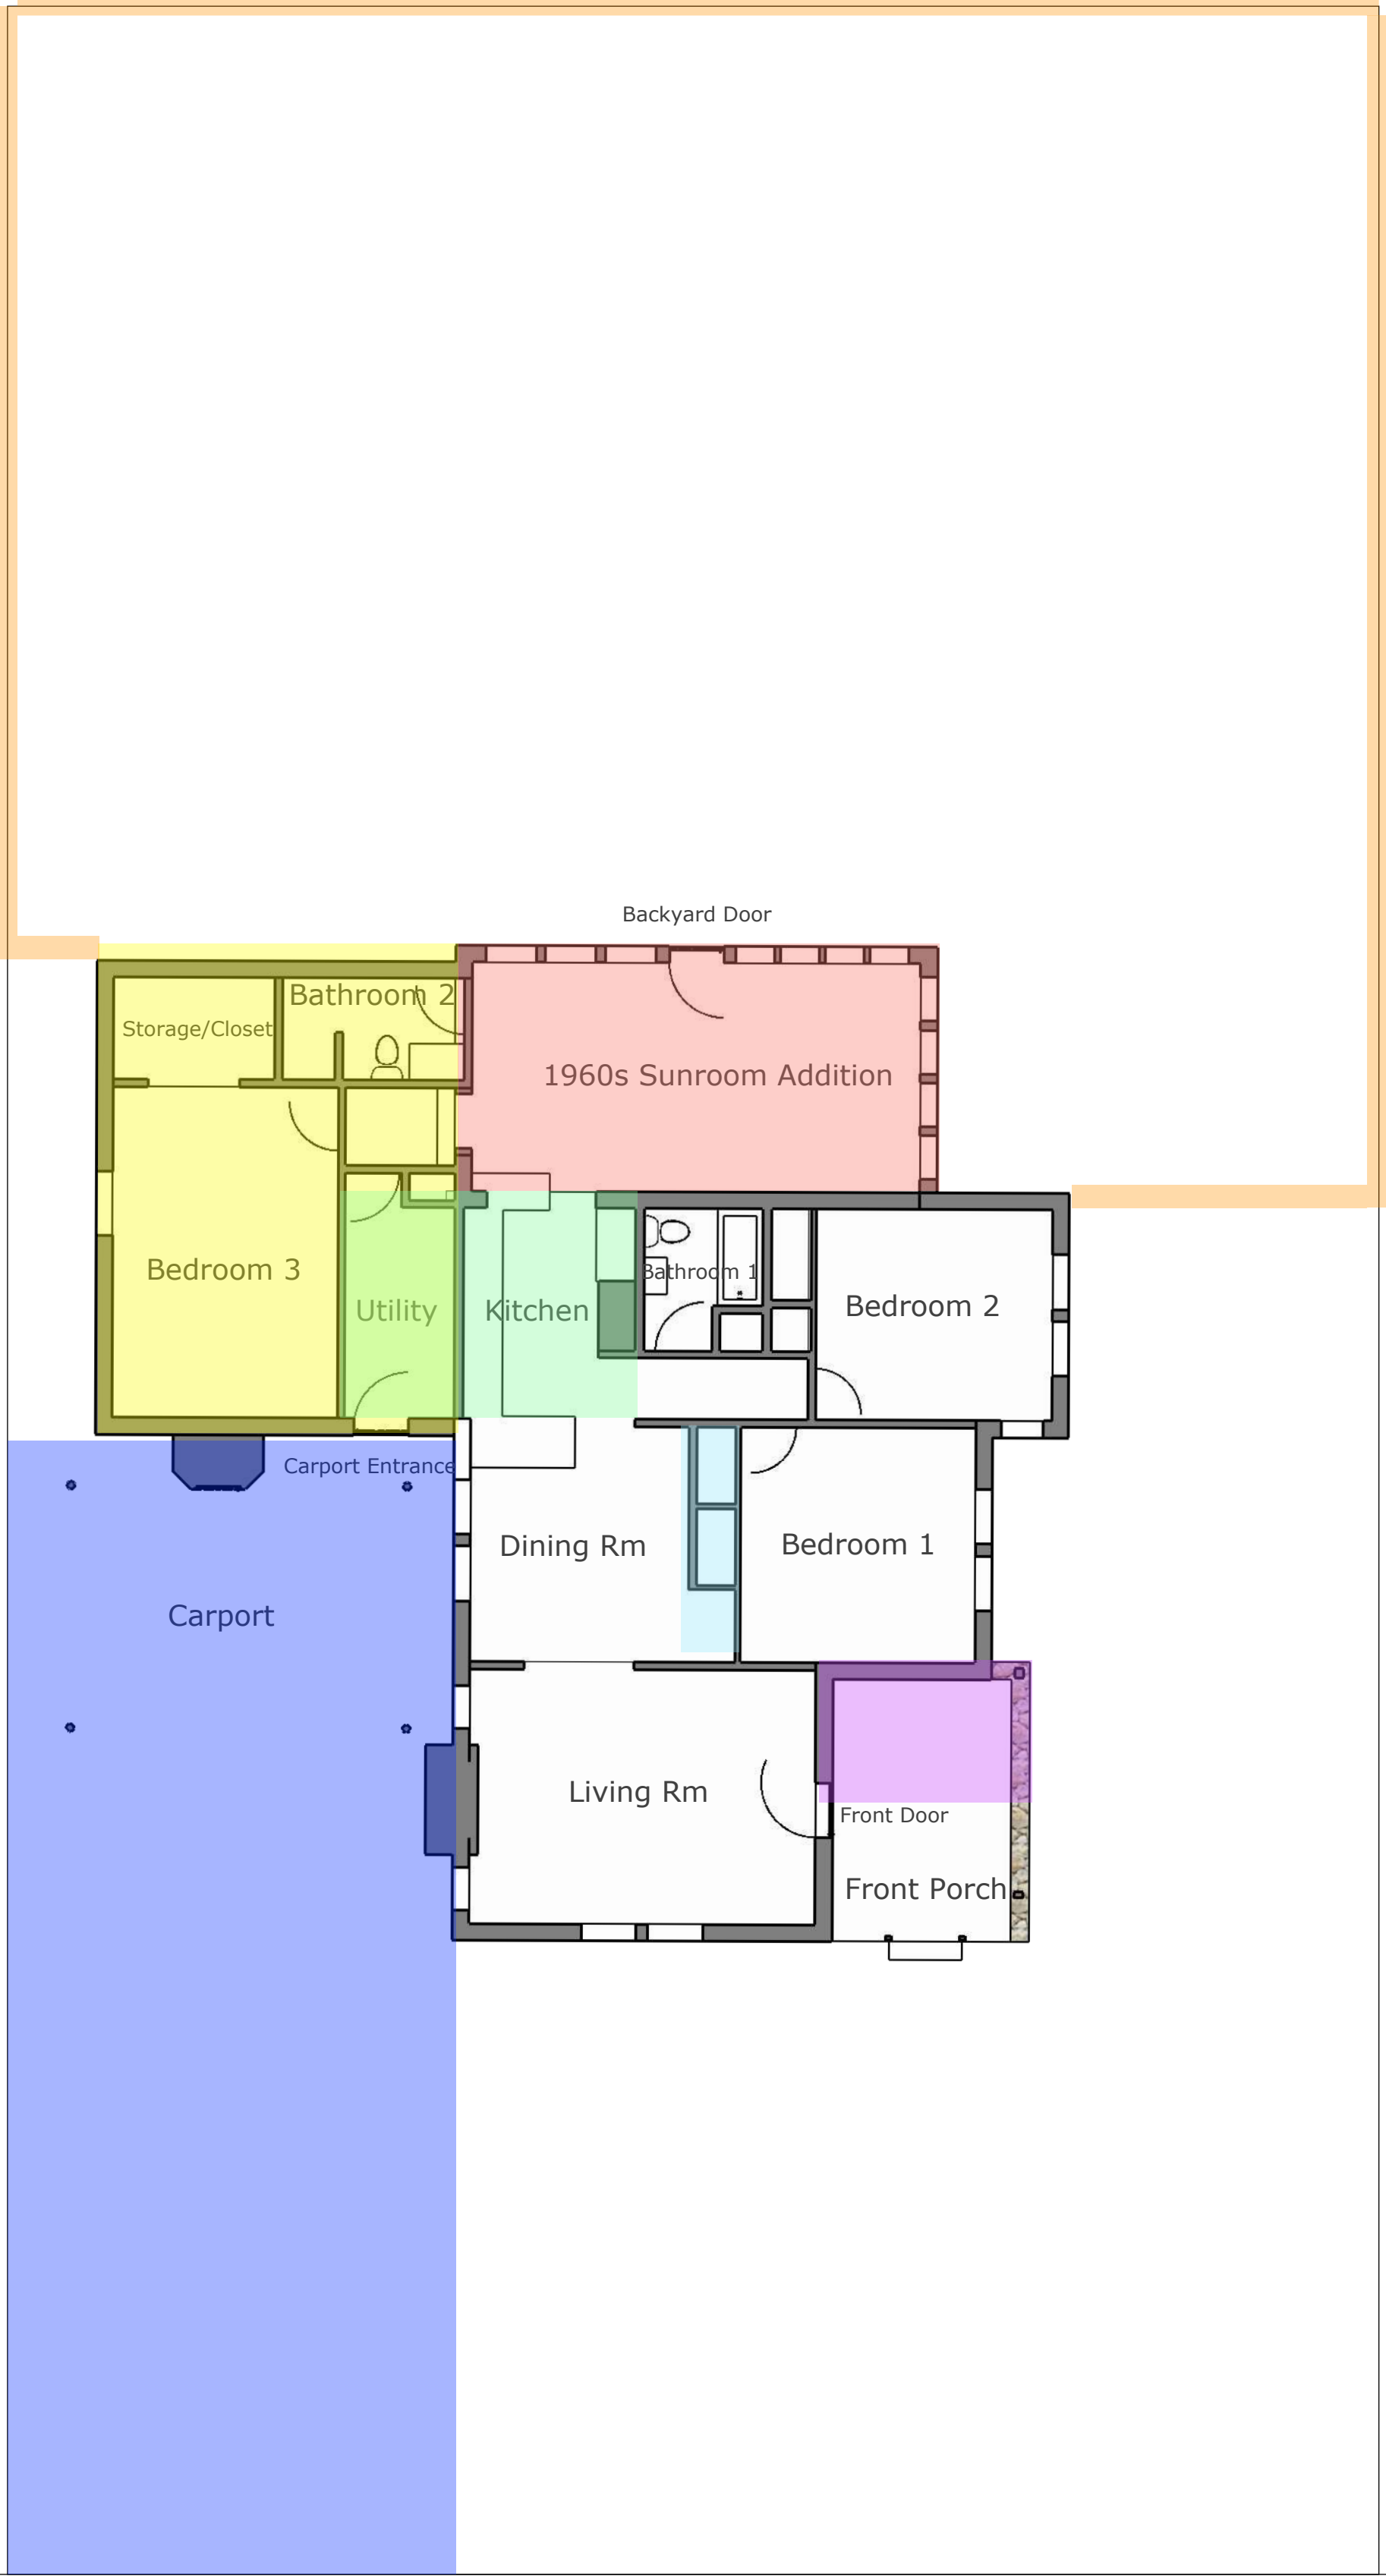 Backyard Door
Bathroom 2
Storage/Closet
1960s Sunroom Addition
Bedroom 3
Bathroom 1
Utility
Kitchen
Bedroom 2
Carport Entrance
Dining Rm
Bedroom 1
Carport
Living Rm
Front Door
Front Porch